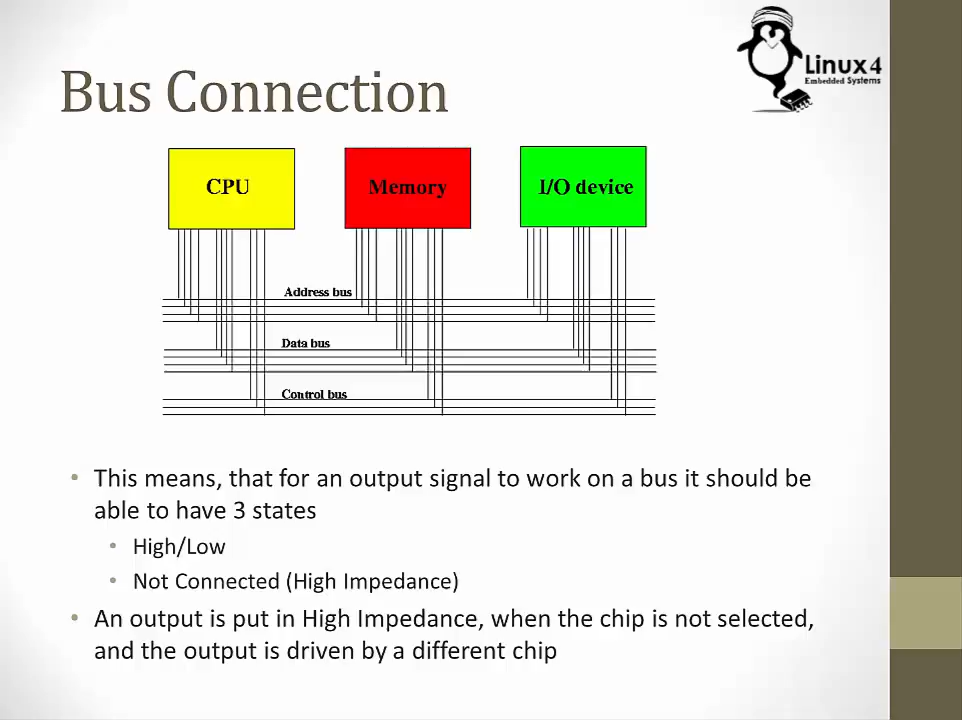 Linux4
Embedded Systems
Bus Connection
CPU
Memory
I/O device
Address bus
Data bus
Control bus
• This means, that for an output signal to work on a bus it should be
able to have 3 states
• High/Low
• Not Connected (High Impedance)
• An output is put in High Impedance, when the chip is not selected,
and the output is driven by a different chip